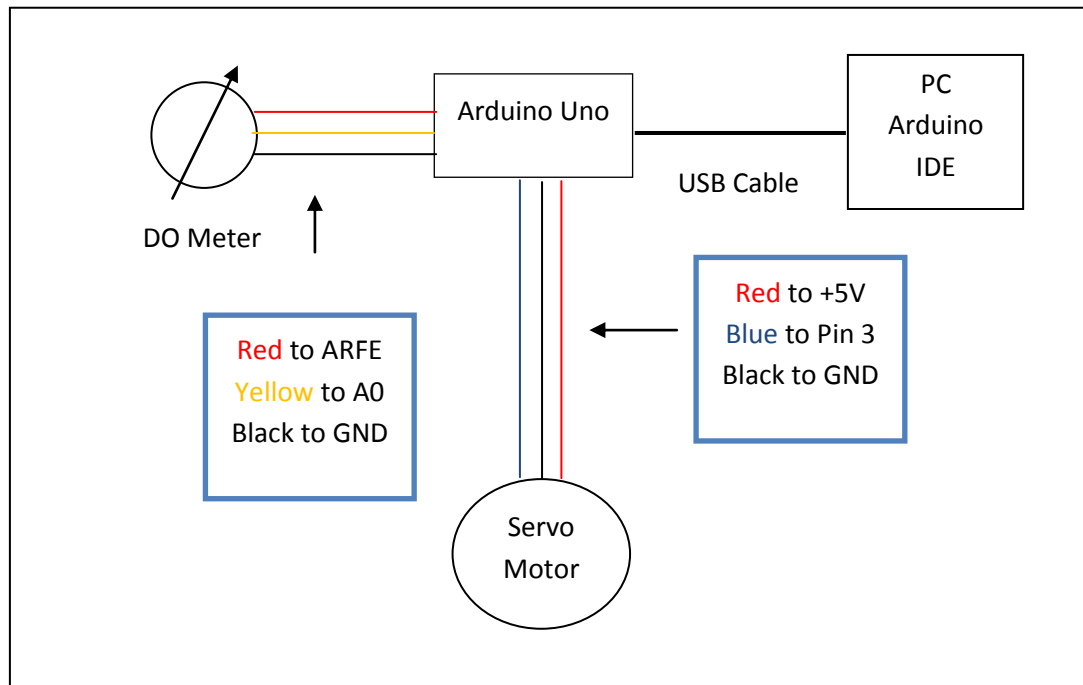 Arduino Uno
PC
Arduino
IDE
USB Cable
DO Meter
Red to +5V
Blue to Pin 3
Black to GND
Red to ARFE
Yellow to A0
Black to GND
Servo
Motor